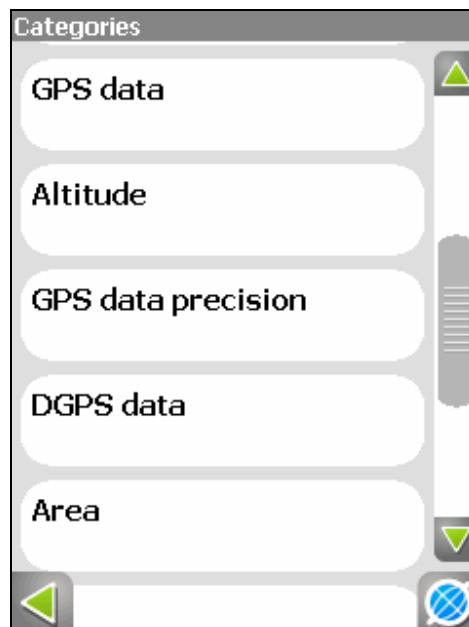 Categories
GPS data
Altitude
GPS data precision
DGPS data
Area